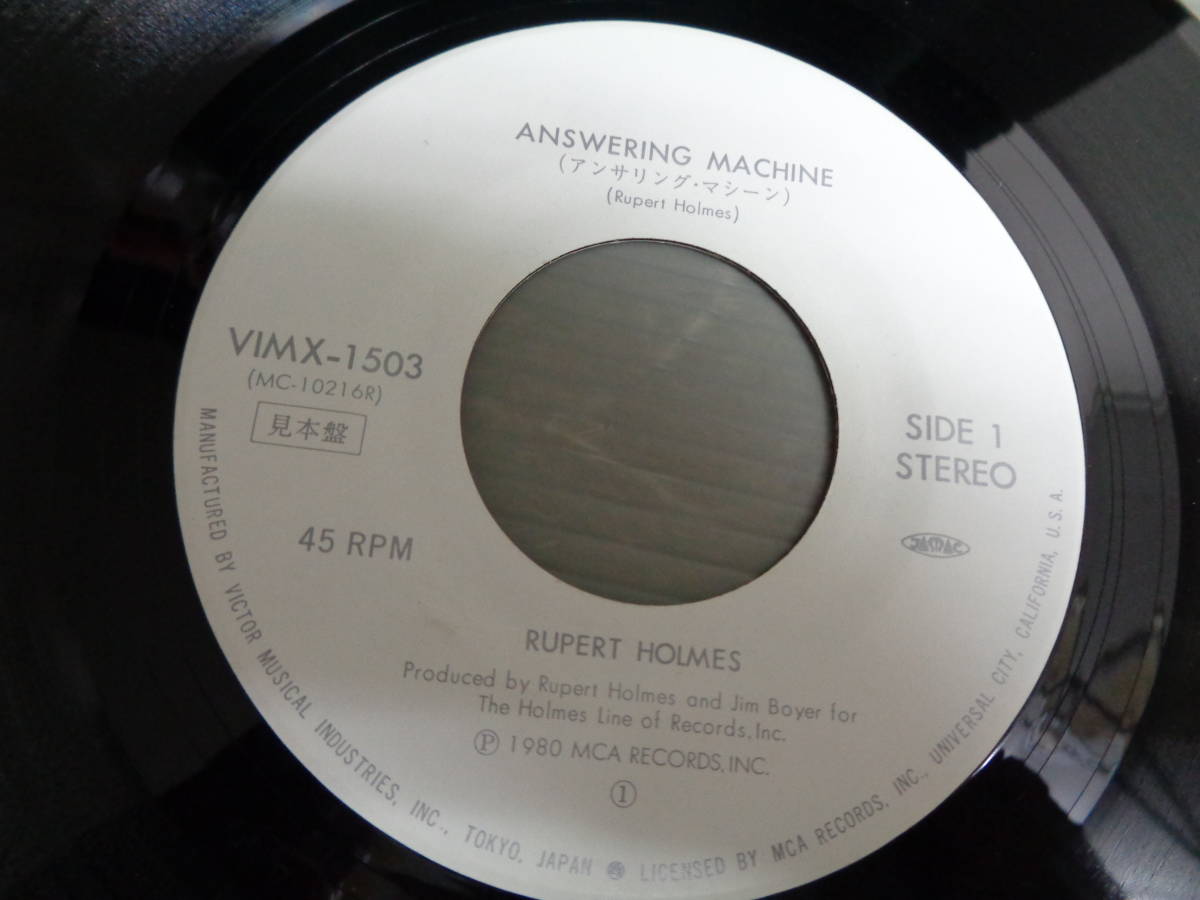 ANSWERING MACHINE
(アンサリング・マシーン)
(Rupert Holmes)
VIMX-1503
(MC-10216R)
見本盤
45 RPM
SIDE 1
STEREO
JASRAC
RUPERT HOLMES
Produced by Rupert Holmes and Jim Boyer for
The Holmes Line of Records,Inc.
Ⓟ 1980 MCA RECORDS,INC.
①
MANUFACTURED BY VICTOR MUSICAL INDUSTRIES, INC., TOKYO, JAPAN LICENSED BY MCA RECORDS, INC., UNIVERSAL CITY, CALIFORNIA, U.S.A.